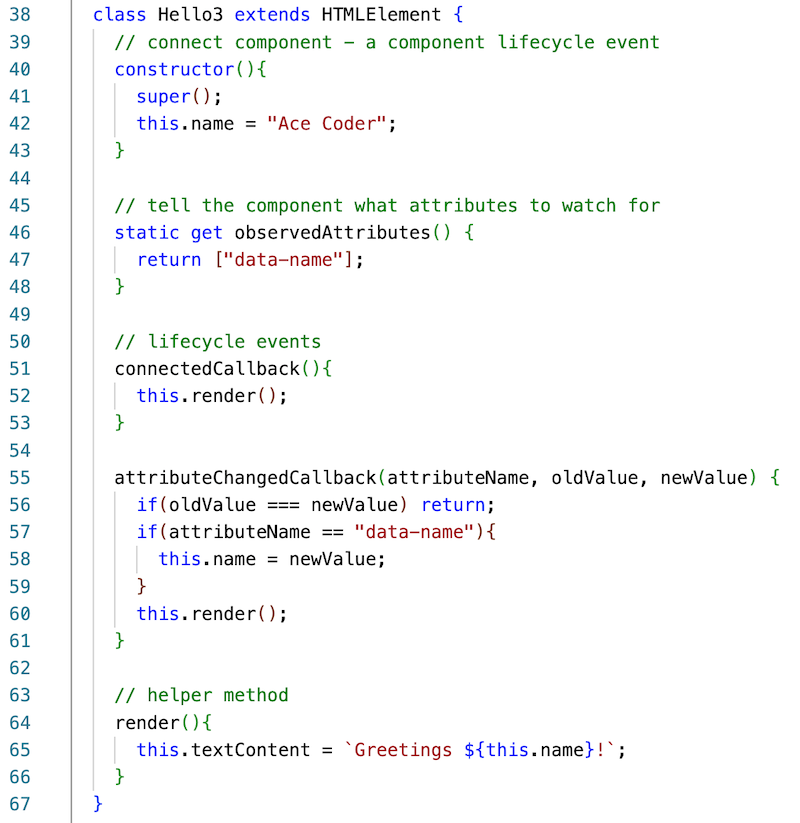 38 class Hello3 extends HTMLElement {
39   // connect component - a component lifecycle event
40   constructor(){
41     super();
42     this.name = "Ace Coder";
43   }
44
45   // tell the component what attributes to watch for
46   static get observedAttributes() {
47     return ["data-name"];
48   }
49
50   // lifecycle events
51   connectedCallback(){
52     this.render();
53   }
54
55   attributeChangedCallback(attributeName, oldValue, newValue) {
56     if(oldValue === newValue) return;
57     if(attributeName == "data-name"){
58       this.name = newValue;
59     }
60     this.render();
61   }
62
63   // helper method
64   render(){
65     this.textContent = `Greetings ${this.name}!`;
66   }
67 }